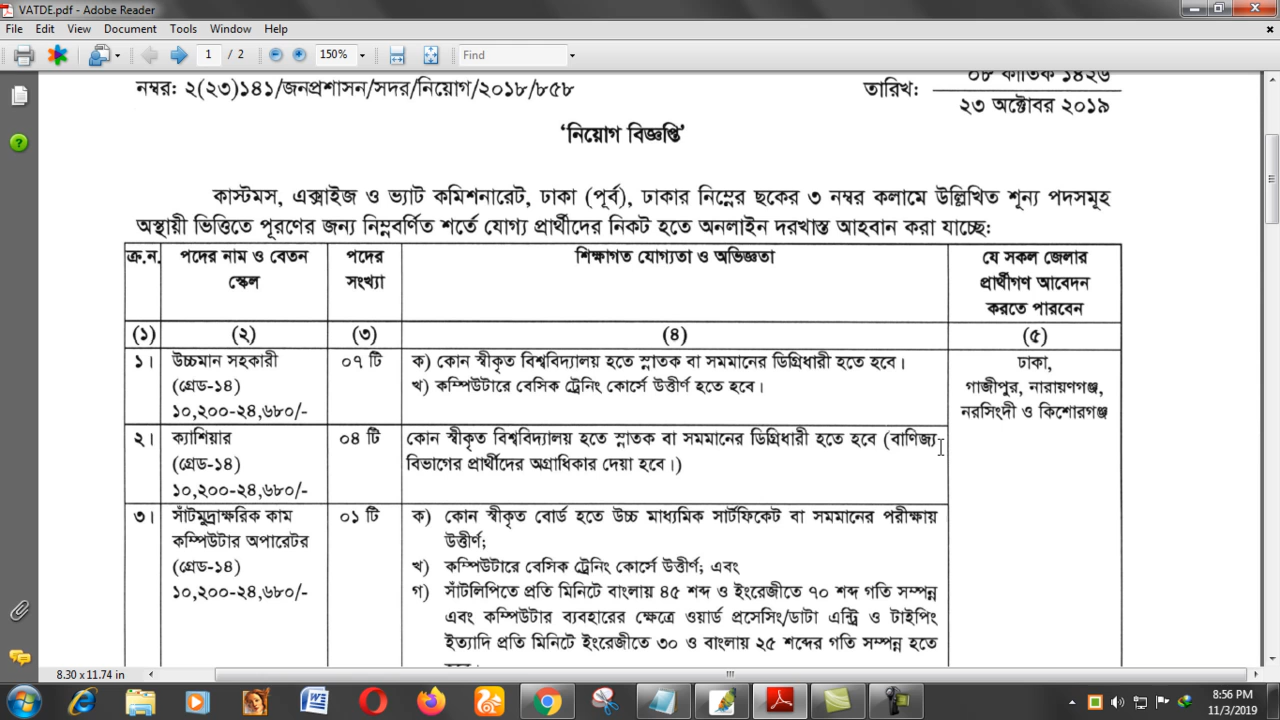 VATDE.pdf - Adobe Reader
File Edit View Document Tools Window Help
1 / 2 150% Find
নম্বর: ২(২৩)১৪১/জনপ্রশাসন/সদর/নিয়োগ/২০১৮/৮৫৮
তারিখ: ০৮ কার্তিক ১৪২৬
২৩ অক্টোবর ২০১৯
‘নিয়োগ বিজ্ঞপ্তি’
কাস্টমস, এক্সাইজ ও ভ্যাট কমিশনারেট, ঢাকা (পূর্ব), ঢাকার নিম্নের ছকের ৩ নম্বর কলামে উল্লিখিত শূন্য পদসমূহ
অস্থায়ী ভিত্তিতে পূরণের জন্য নিম্নবর্ণিত শর্তে যোগ্য প্রার্থীদের নিকট হতে অনলাইন দরখাস্ত আহবান করা যাচ্ছে:
ক্র.ন. পদের নাম ও বেতন স্কেল পদের সংখ্যা শিক্ষাগত যোগ্যতা ও অভিজ্ঞতা যে সকল জেলার
প্রার্থীগণ আবেদন
করতে পারবেন
(১) (২) (৩) (৪) (৫)
১। উচ্চমান সহকারী ০৭ টি ক) কোন স্বীকৃত বিশ্ববিদ্যালয় হতে স্নাতক বা সমমানের ডিগ্রিধারী হতে হবে। ঢাকা,
(গ্রেড-১৪) খ) কম্পিউটারে বেসিক ট্রেনিং কোর্সে উত্তীর্ণ হতে হবে। গাজীপুর, নারায়ণগঞ্জ,
১০,২০০-২৪,৬৮০/- নরসিংদী ও কিশোরগঞ্জ
২। ক্যাশিয়ার ০৪ টি কোন স্বীকৃত বিশ্ববিদ্যালয় হতে স্নাতক বা সমমানের ডিগ্রিধারী হতে হবে (বাণিজ্য
(গ্রেড-১৪) বিভাগের প্রার্থীদের অগ্রাধিকার দেয়া হবে।)
১০,২০০-২৪,৬৮০/-
৩। সাঁটমুদ্রাক্ষরিক কাম ০১ টি ক) কোন স্বীকৃত বোর্ড হতে উচ্চ মাধ্যমিক সার্টিফিকেট বা সমমানের পরীক্ষায়
কম্পিউটার অপারেটর উত্তীর্ণ;
(গ্রেড-১৪) খ) কম্পিউটারে বেসিক ট্রেনিং কোর্সে উত্তীর্ণ; এবং
১০,২০০-২৪,৬৮০/- গ) সাঁটলিপিতে প্রতি মিনিটে বাংলায় ৪৫ শব্দ ও ইংরেজীতে ৭০ শব্দ গতি সম্পন্ন
এবং কম্পিউটার ব্যবহারের ক্ষেত্রে ওয়ার্ড প্রসেসিং/ডাটা এন্ট্রি ও টাইপিং
ইত্যাদি প্রতি মিনিটে ইংরেজীতে ৩০ ও বাংলায় ২৫ শব্দের গতি সম্পন্ন হতে
8.30 x 11.74 in
8:56 PM
11/3/2019